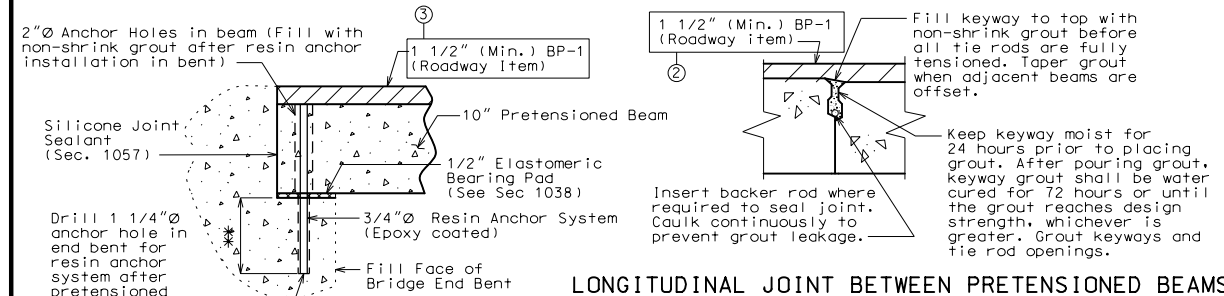 2"Ø Anchor Holes in beam (Fill with
non-shrink grout after resin anchor
installation in bent)
3
1 1/2" (Min.) BP-1
(Roadway Item)
10" Pretensioned Beam
Silicone Joint
Sealant
(Sec. 1057)
1/2" Elastomeric
Bearing Pad
(See Sec 1038)
3/4"Ø Resin Anchor System
(Epoxy coated)
Drill 1 1/4"Ø
anchor hole in
end bent for
resin anchor
system after
pretensioned
**
Fill Face of
Bridge End Bent
1 1/2" (Min.) BP-1
(Roadway item)
2
Fill keyway to top with
non-shrink grout before
all tie rods are fully
tensioned. Taper grout
when adjacent beams are
offset.
Keep keyway moist for
24 hours prior to placing
grout. After pouring grout,
keyway grout shall be water
cured for 72 hours or until
the grout reaches design
strength, whichever is
greater. Grout keyways and
tie rod openings.
Insert backer rod where
required to seal joint.
Caulk continuously to
prevent grout leakage.
LONGITUDINAL JOINT BETWEEN PRETENSIONED BEAMS